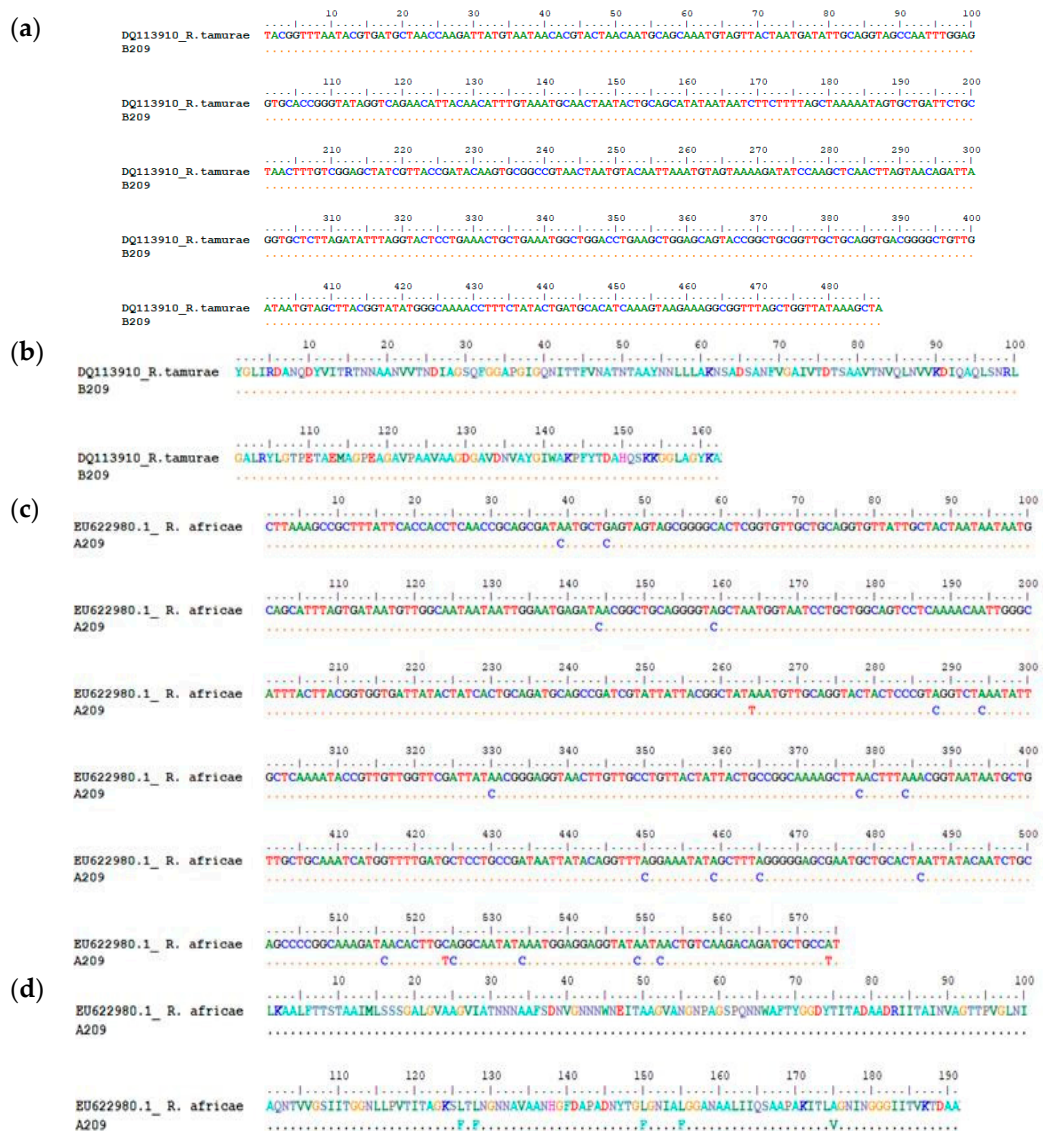 (a)
10 20 30 40 50 60 70 80 90 100
DQ113910_R.tamurae TACGGTTTAATACGTGATGCTAACCAAGATTATGTAATAACACGTACTAACAATGCAGCAAATGTAGTTACTAATGATATTGCAGGTAGCCAATTTGGAG
B209
110 120 130 140 150 160 170 180 190 200
DQ113910_R.tamurae GTGCACCGGGTATAGGTCAGAACATTACAACATTTGTAAATGCAACTAATACTGCAGCATATAATAATCTTCTTTTAGCTAAAAATAGTGCTGATTCTGC
B209
210 220 230 240 250 260 270 280 290 300
DQ113910_R.tamurae TAACTTTGTCGGAGCTATCGTTACCGATACAAGTGCGGCCGTAACTAATGTACAATTAAATGTAGTAAAAGATATCCAAGCTCAACTTAGTAACAGATTA
B209
310 320 330 340 350 360 370 380 390 400
DQ113910_R.tamurae GGTGCTCTTAGATATTTAGGTACTCCTGAAACTGCTGAAATGGCTGGACCTGAAGCTGGAGCAGTACCGGCTGCGGTTGCTGCAGGTGACGGGGCTGTTG
B209
410 420 430 440 450 460 470 480
DQ113910_R.tamurae ATAATGTAGCTTACGGTATATGGGCAAAACCTTTCTATACTGATGCACATCAAAGTAAGAAAGGCGGTTTAGCTGGTTATAAAGCTA
B209
(b)
10 20 30 40 50 60 70 80 90 100
DQ113910_R.tamurae YGLIRDANQDYVITRTNNAANVVTNDIAGSQFGGAPGIGQNITTFVNATNTAAYNNLLLAKNSADSANFVGAIVTDTSAAVTNVQLNVVKDIQAQLSNRL
B209
110 120 130 140 150 160
DQ113910_R.tamurae GALRYLGTPETAEMAGPEAGAVPAAVAAGDGAVDNVAYGIWAKPFYTDAHQSKKGGLAGYKA
B209
(c)
10 20 30 40 50 60 70 80 90 100
EU622980.1_ R. africae CTTAAAGCCGCTTTATTCACCACCTCAACCGCAGCGATAATGCTGAGTAGTAGCGGGGCACTCGGTGTTGCTGCAGGTGTTATTGCTACTAATAATAATG
A209 C C
110 120 130 140 150 160 170 180 190 200
EU622980.1_ R. africae CAGCATTTAGTGATAATGTTGGCAATAATAATTGGAATGAGATAACGGCTGCAGGGGTAGCTAATGGTAATCCTGCTGGCAGTCCTCAAAACAATTGGGC
A209 C C
210 220 230 240 250 260 270 280 290 300
EU622980.1_ R. africae ATTTACTTACGGTGGTGATTATACTATCACTGCAGATGCAGCCGATCGTATTATTACGGCTATAAATGTTGCAGGTACTACTCCCGTAGGTCTAAATATT
A209 T C C
310 320 330 340 350 360 370 380 390 400
EU622980.1_ R. africae GCTCAAAATACCGTTGTTGGTTCGATTATAACGGGAGGTAACTTGTTGCCTGTTACTATTACTGCCGGCAAAAGCTTAACTTTAAACGGTAATAATGCTG
A209 C C C
410 420 430 440 450 460 470 480 490 500
EU622980.1_ R. africae TTGCTGCAAATCATGGTTTTGATGCTCCTGCCGATAATTATACAGGTTTAGGAAATATAGCTTTAGGGGGAGCGAATGCTGCACTAATTATACAATCTGC
A209 C C C C
510 520 530 540 550 560 570
EU622980.1_ R. africae AGCCCCGGCAAAGATAACACTTGCAGGCAATATAAATGGAGGAGGTATAATAACTGTCAAGACAGATGCTGCCAT
A209 C TC C C C T
(d)
10 20 30 40 50 60 70 80 90 100
EU622980.1_ R. africae LKAALFTTSTAAIMLSSSGALGVAAGVIATNNNAAFSDNVGNNNWNEITAAGVANGNPAGSPQNNWAFTYGGDYTITADAADRIITAINVAGTTPVGLNI
A209
110 120 130 140 150 160 170 180 190
EU622980.1_ R. africae AQNTVVGSIITGGNLLPVTITAGKSLTLNGNNAVAANHGFDAPADNYTGLGNIALGGANAALIIQSAAPAKITLAGNINGGGIITVKTDAA
A209 F F F F V